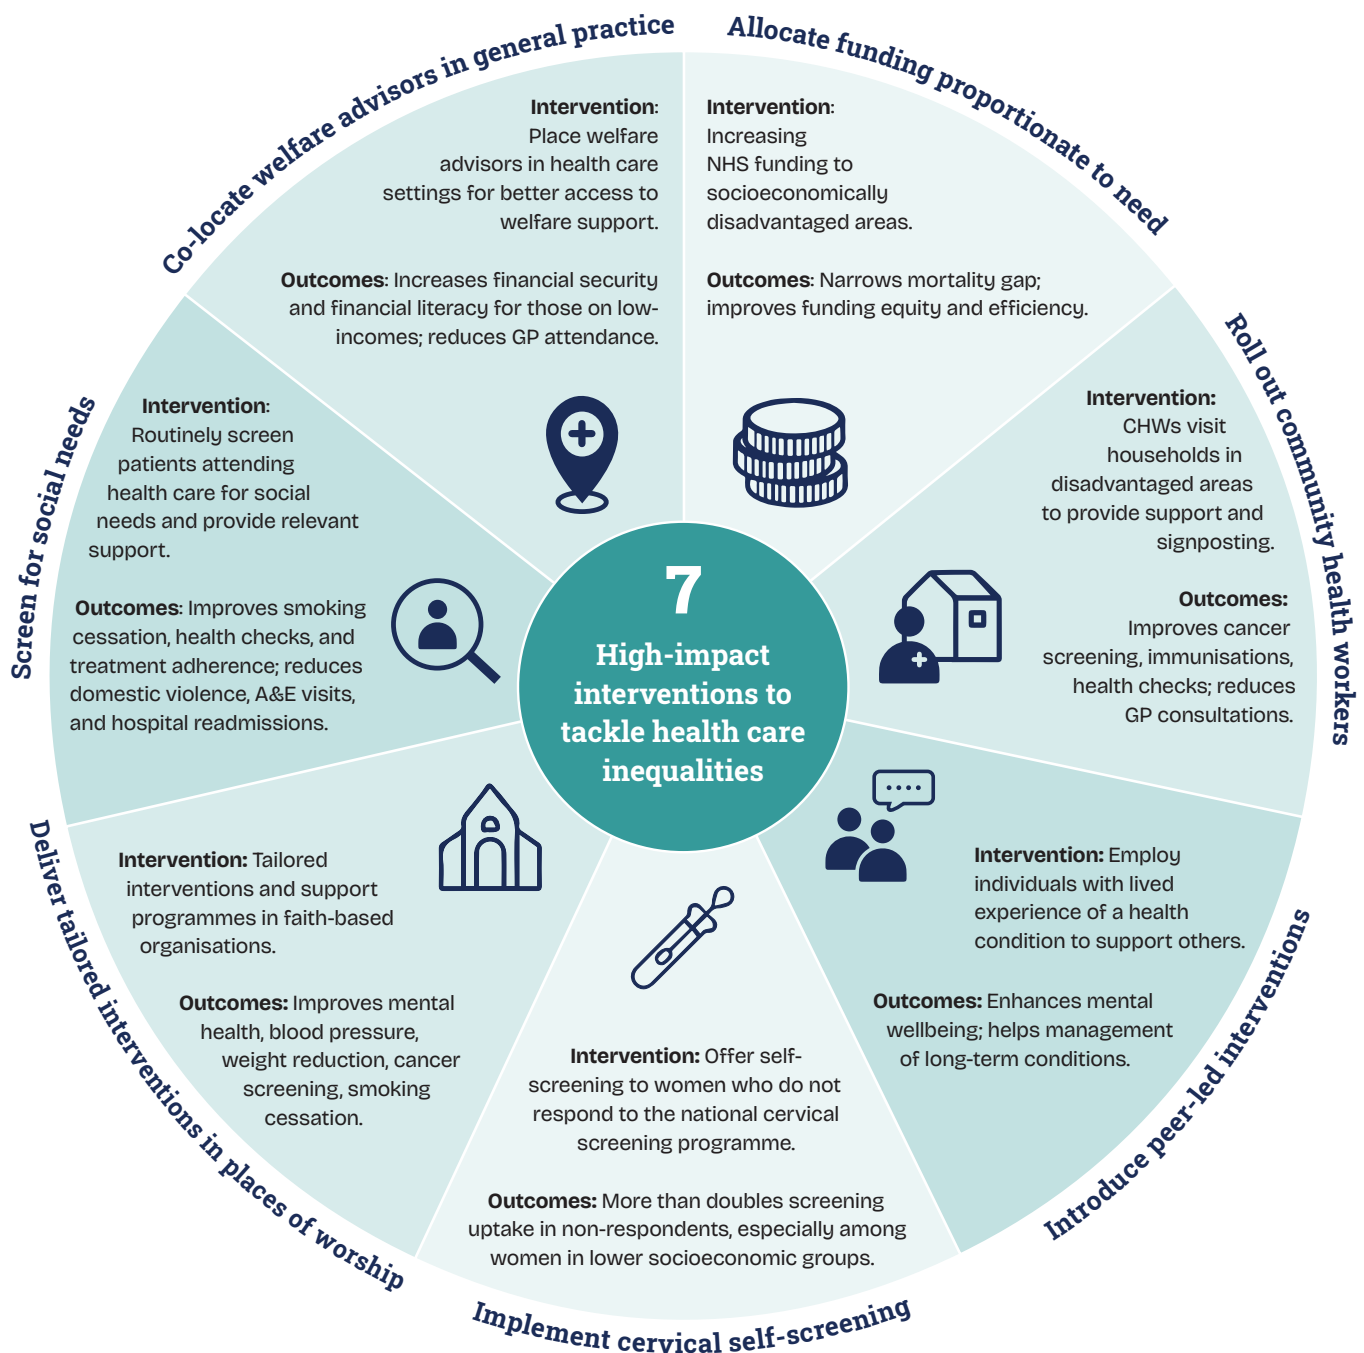 7
High-impact
interventions to
tackle health care
inequalities
Allocate funding proportionate to need
Intervention:
Increasing
NHS funding to
socioeconomically
disadvantaged areas.
Outcomes: Narrows mortality gap;
improves funding equity and efficiency.
Roll out community health workers
Intervention:
CHWs visit
households in
disadvantaged areas
to provide support and
signposting.
Outcomes:
Improves cancer
screening, immunisations,
health checks; reduces
GP consultations.
Introduce peer-led interventions
Intervention: Employ
individuals with lived
experience of a health
condition to support others.
Outcomes: Enhances mental
wellbeing; helps management
of long-term conditions.
Implement cervical self-screening
Intervention: Offer self-
screening to women who do not
respond to the national cervical
screening programme.
Outcomes: More than doubles screening
uptake in non-respondents, especially among
women in lower socioeconomic groups.
Deliver tailored interventions in places of worship
Intervention: Tailored
interventions and support
programmes in faith-based
organisations.
Outcomes: Improves mental
health, blood pressure,
weight reduction, cancer
screening, smoking
cessation.
Screen for social needs
Intervention:
Routinely screen
patients attending
health care for social
needs and provide relevant
support.
Outcomes: Improves smoking
cessation, health checks, and
treatment adherence; reduces
domestic violence, A&E visits,
and hospital readmissions.
Co-locate welfare advisors in general practice
Intervention:
Place welfare
advisors in health care
settings for better access to
welfare support.
Outcomes: Increases financial security
and financial literacy for those on low-
incomes; reduces GP attendance.